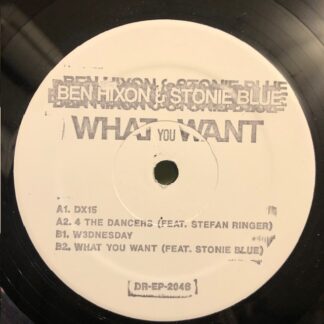 BEN HIXON & STONIE BLUE
WHAT YOU WANT
A1. DX15
A2. 4 THE DANCERS (FEAT. STEFAN RINGER)
B1. W3DNESDAY
B2. WHAT YOU WANT (FEAT. STONIE BLUE)
[DR-EP-204B]